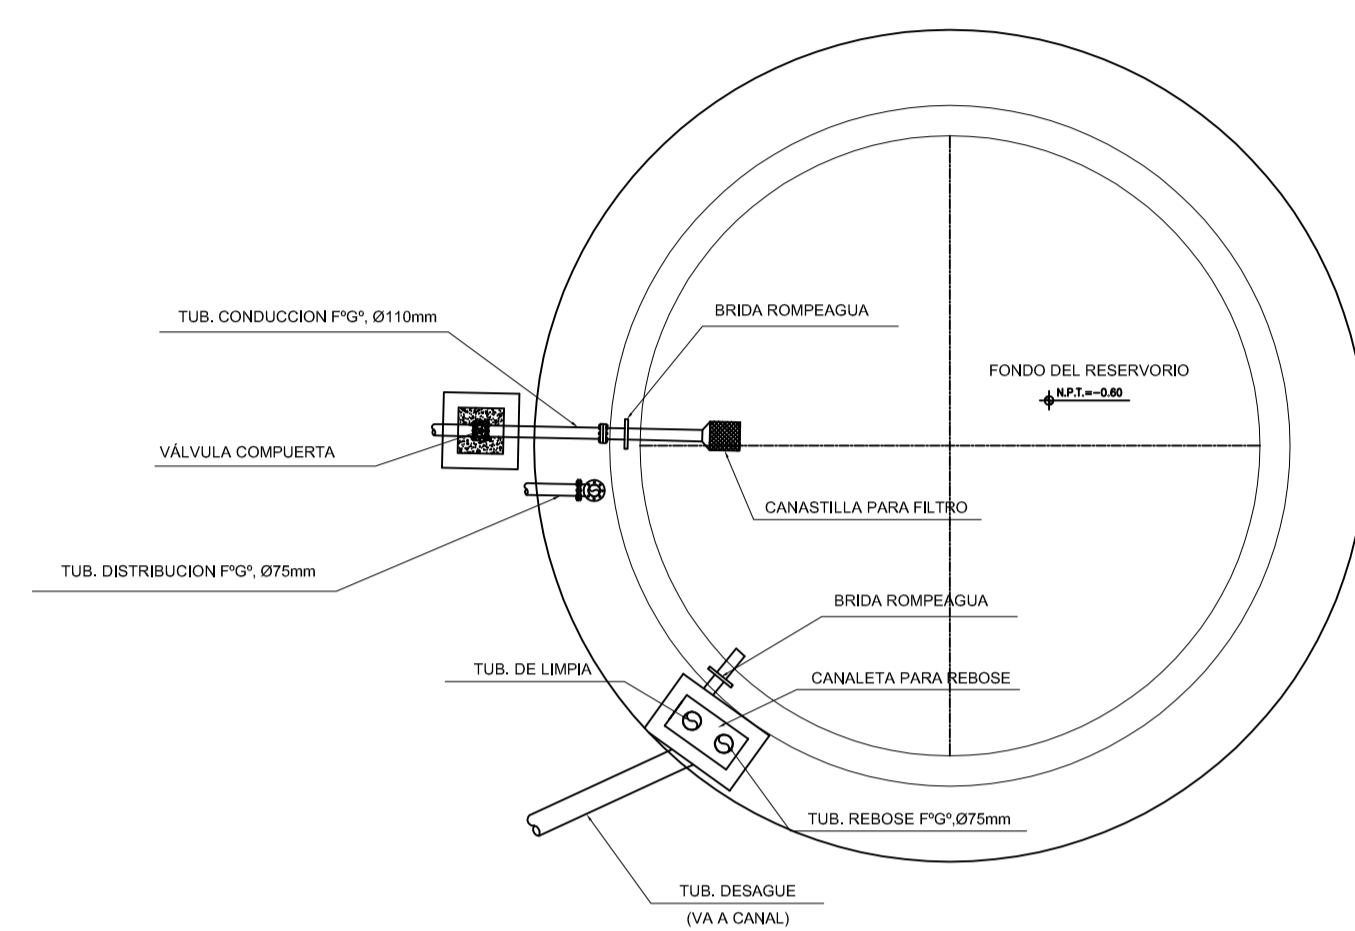 TUB. CONDUCCION FºGº, Ø110mm
BRIDA ROMPEAGUA
FONDO DEL RESERVORIO
N.P.T.=-0.60
VÁLVULA COMPUERTA
CANASTILLA PARA FILTRO
TUB. DISTRIBUCION FºGº, Ø75mm
BRIDA ROMPEAGUA
TUB. DE LIMPIA
CANALETA PARA REBOSE
TUB. REBOSE FºGº,Ø75mm
TUB. DESAGUE
(VA A CANAL)